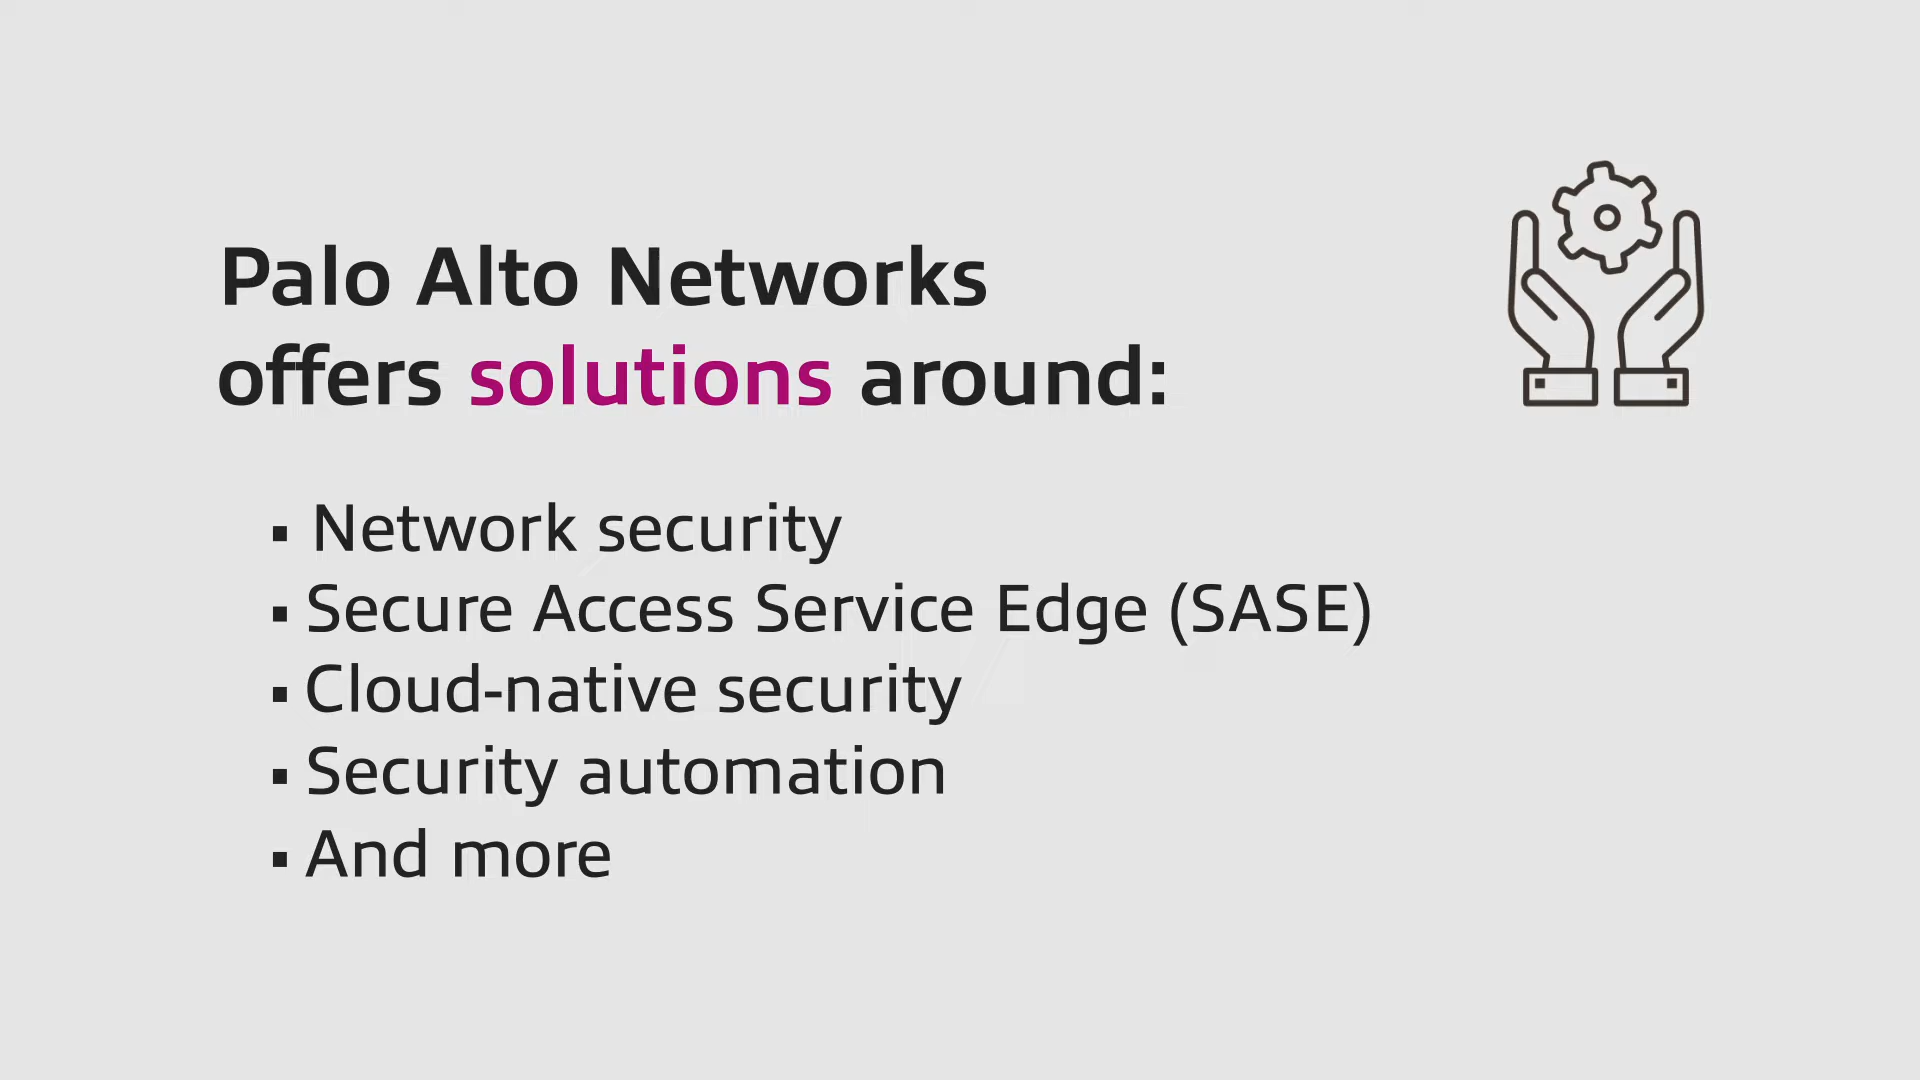 Palo Alto Networks
offers solutions around:
▪ Network security
▪ Secure Access Service Edge (SASE)
▪ Cloud-native security
▪ Security automation
▪ And more